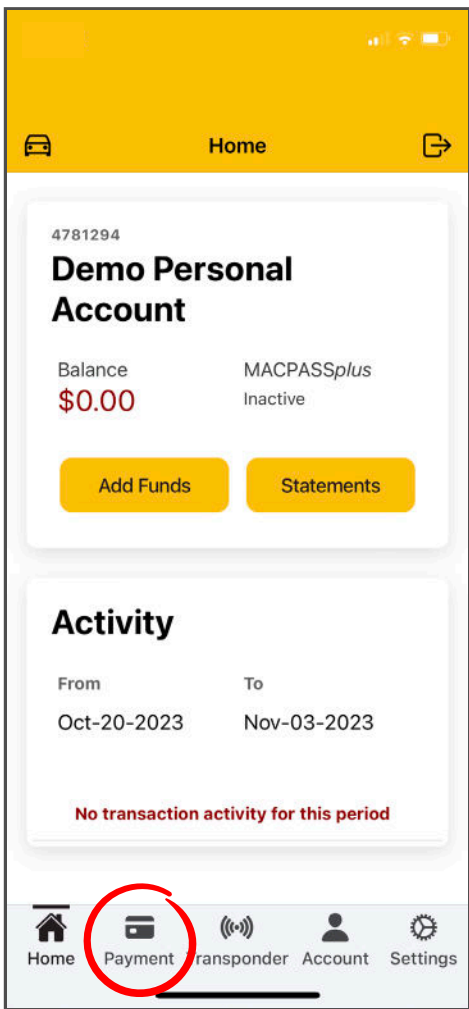 Home
4781294
Demo Personal
Account
Balance MACPASSplus
$0.00 Inactive
Add Funds Statements
Activity
From To
Oct-20-2023 Nov-03-2023
No transaction activity for this period
Home Payment ransponder Account Settings